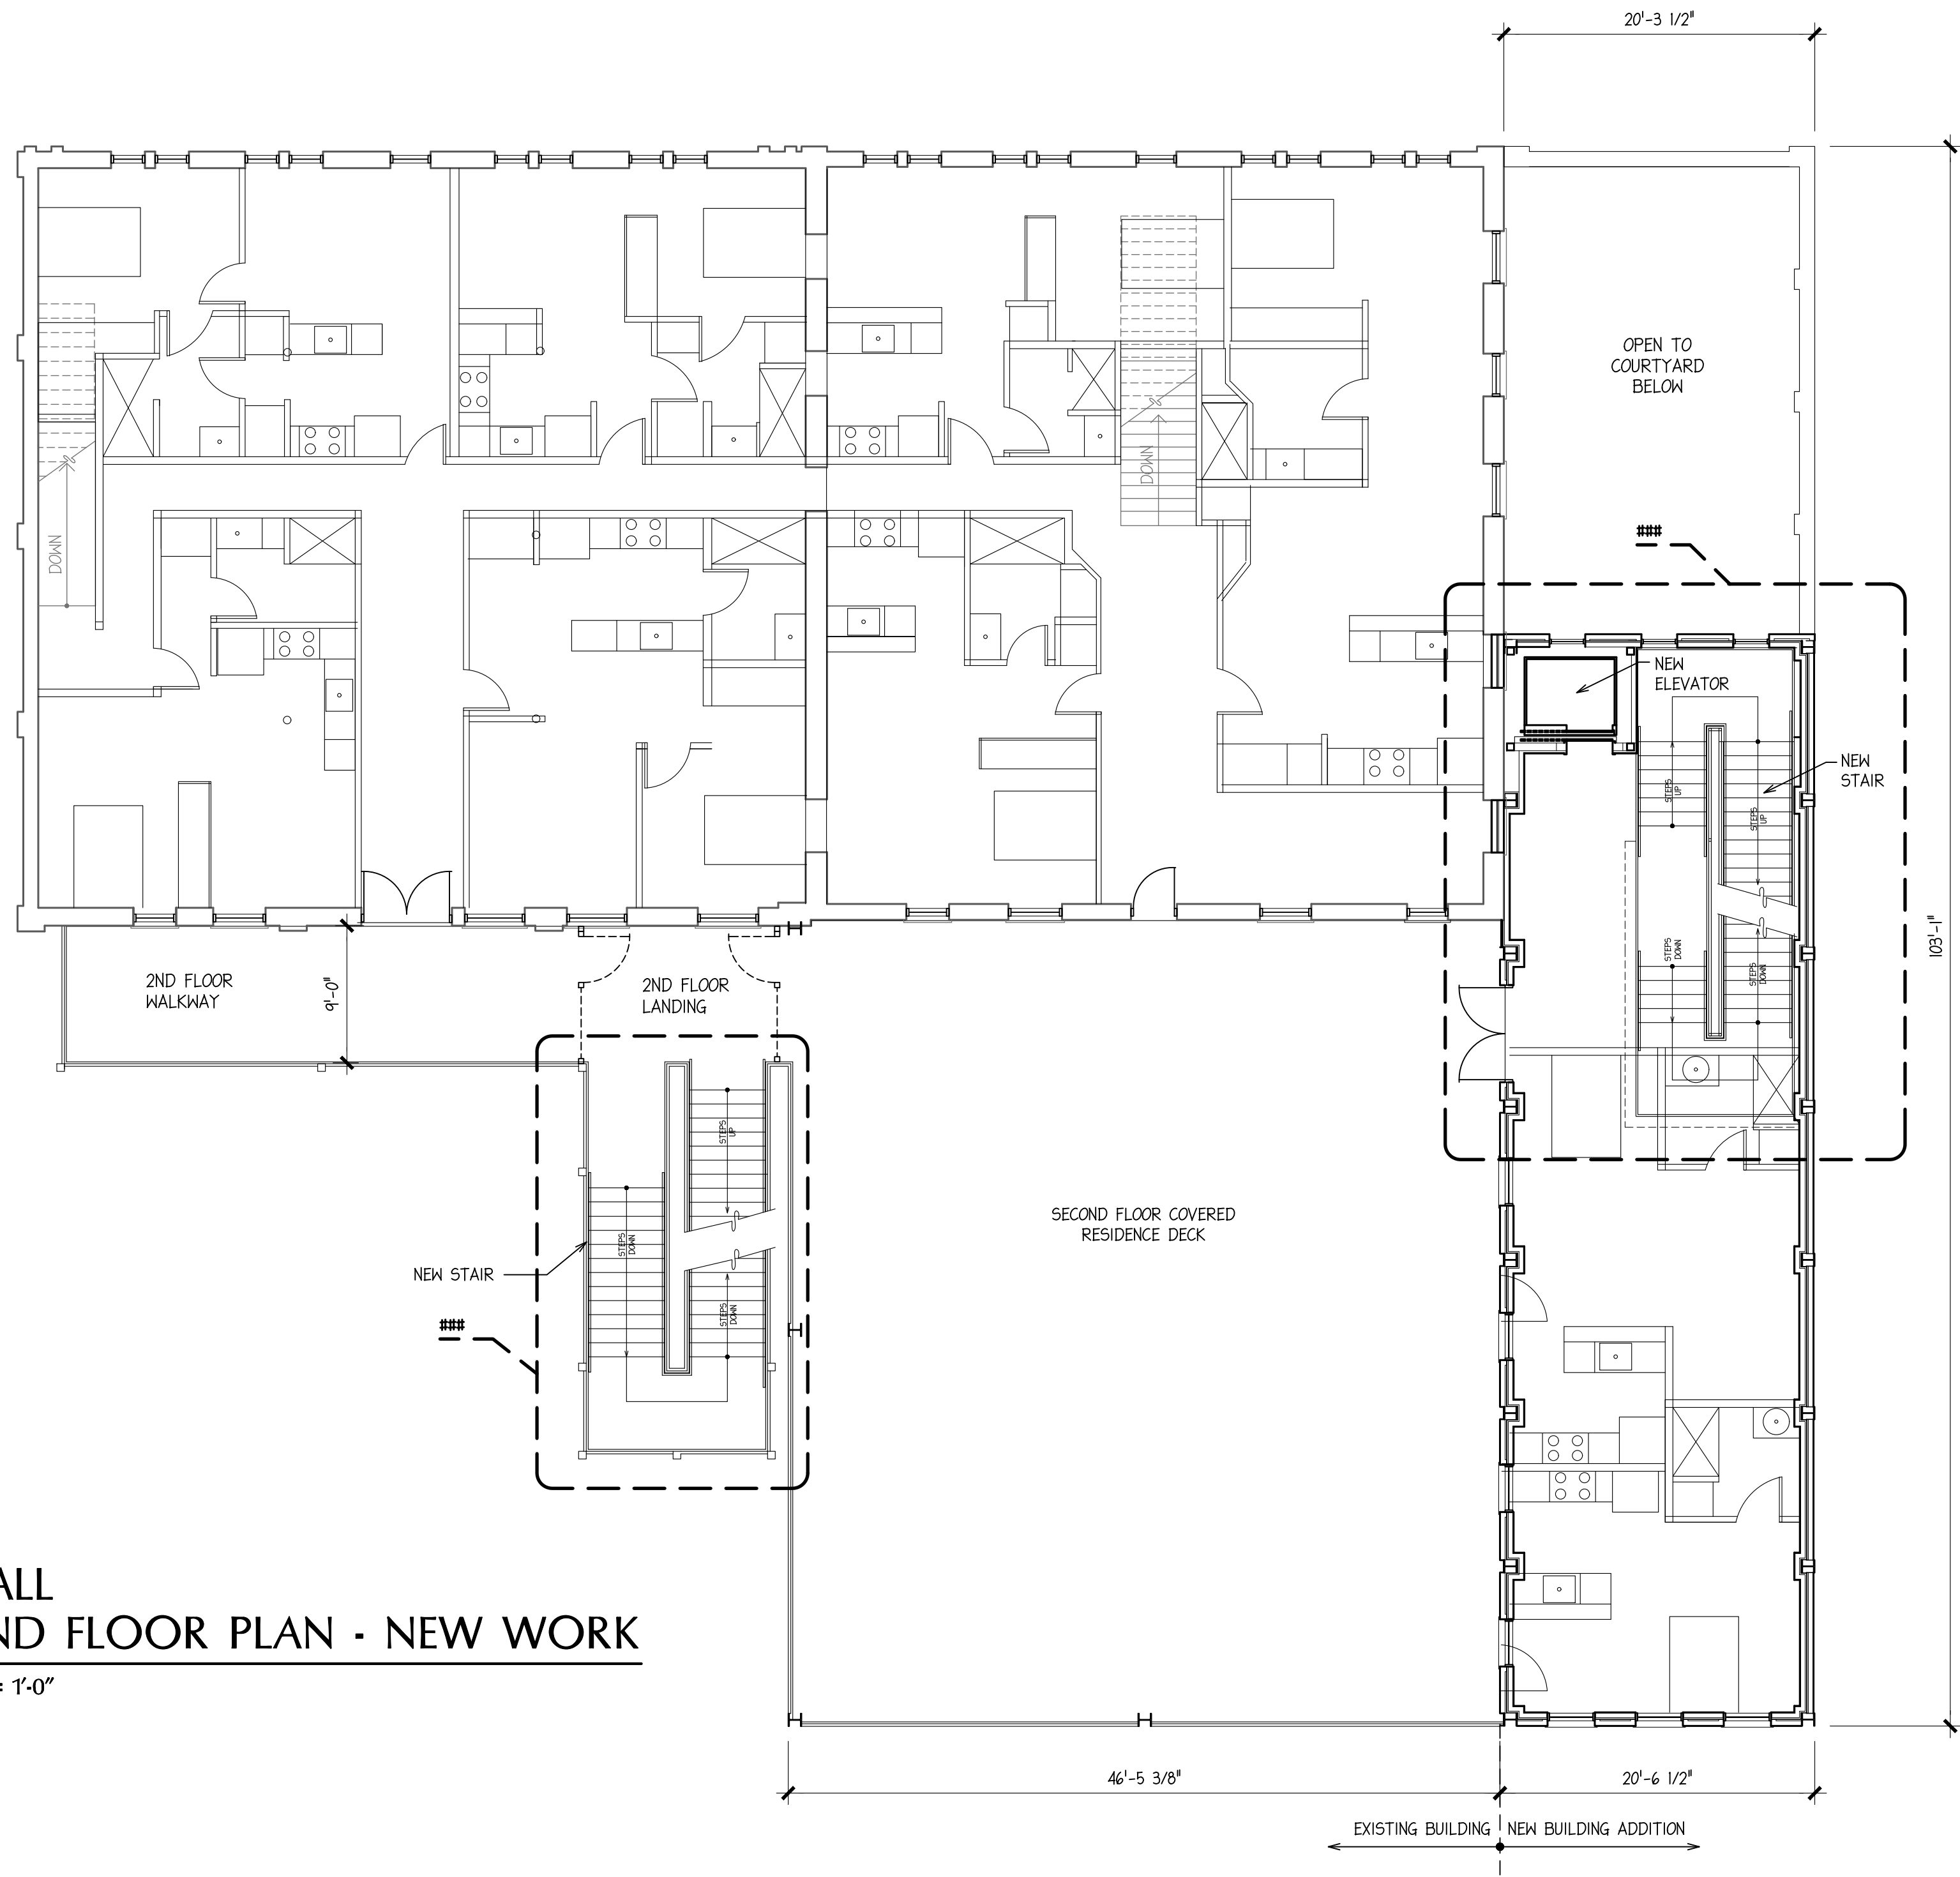 20'-3 1/2"
OPEN TO
COURTYARD
BELOW
DOWN
DOWN
###
NEW
ELEVATOR
NEW
STAIR
STEPS
UP
STEPS
UP
STEPS
DOWN
STEPS
DOWN
103'-1"
2ND FLOOR
WALKWAY
9'-0"
2ND FLOOR
LANDING
STEPS
UP
STEPS
DOWN
STEPS
DOWN
NEW STAIR
###
SECOND FLOOR COVERED
RESIDENCE DECK
ALL
ND FLOOR PLAN - NEW WORK
= 1'-0"
46'-5 3/8"
20'-6 1/2"
EXISTING BUILDING
NEW BUILDING ADDITION